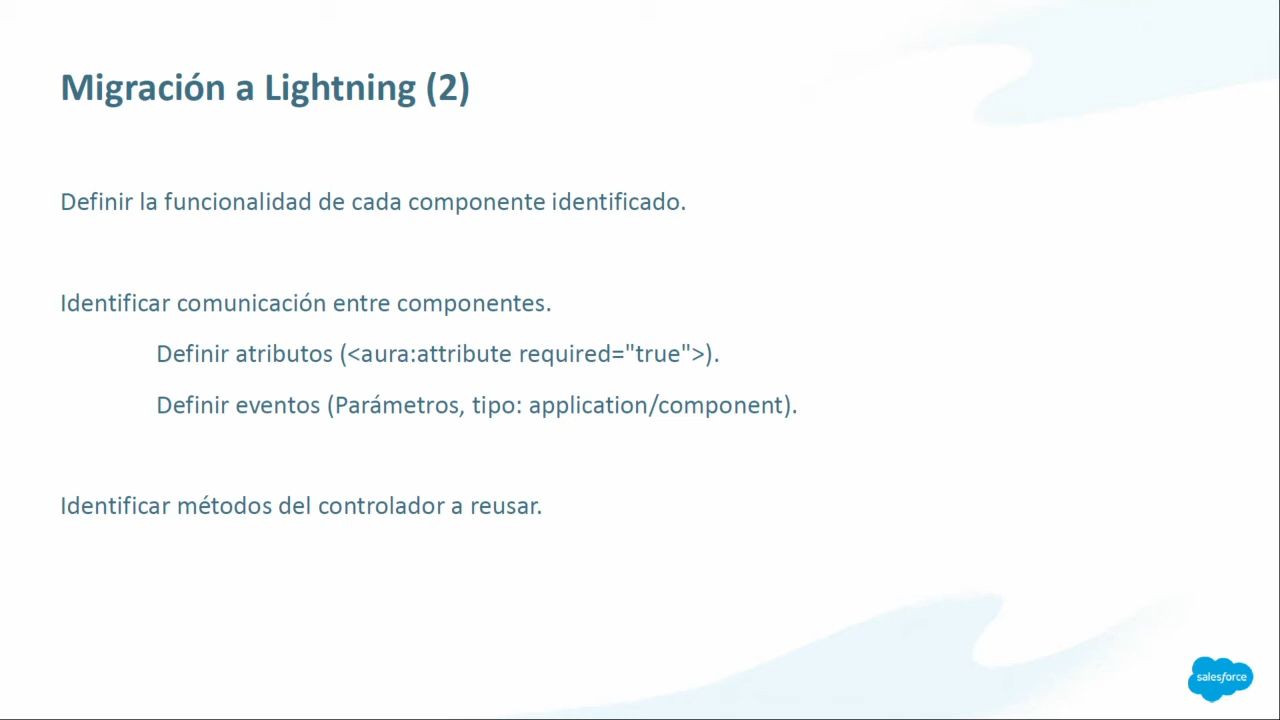 Migración a Lightning (2)
Definir la funcionalidad de cada componente identificado.
Identificar comunicación entre componentes.
Definir atributos (<aura:attribute required="true">).
Definir eventos (Parámetros, tipo: application/component).
Identificar métodos del controlador a reusar.
salesforce